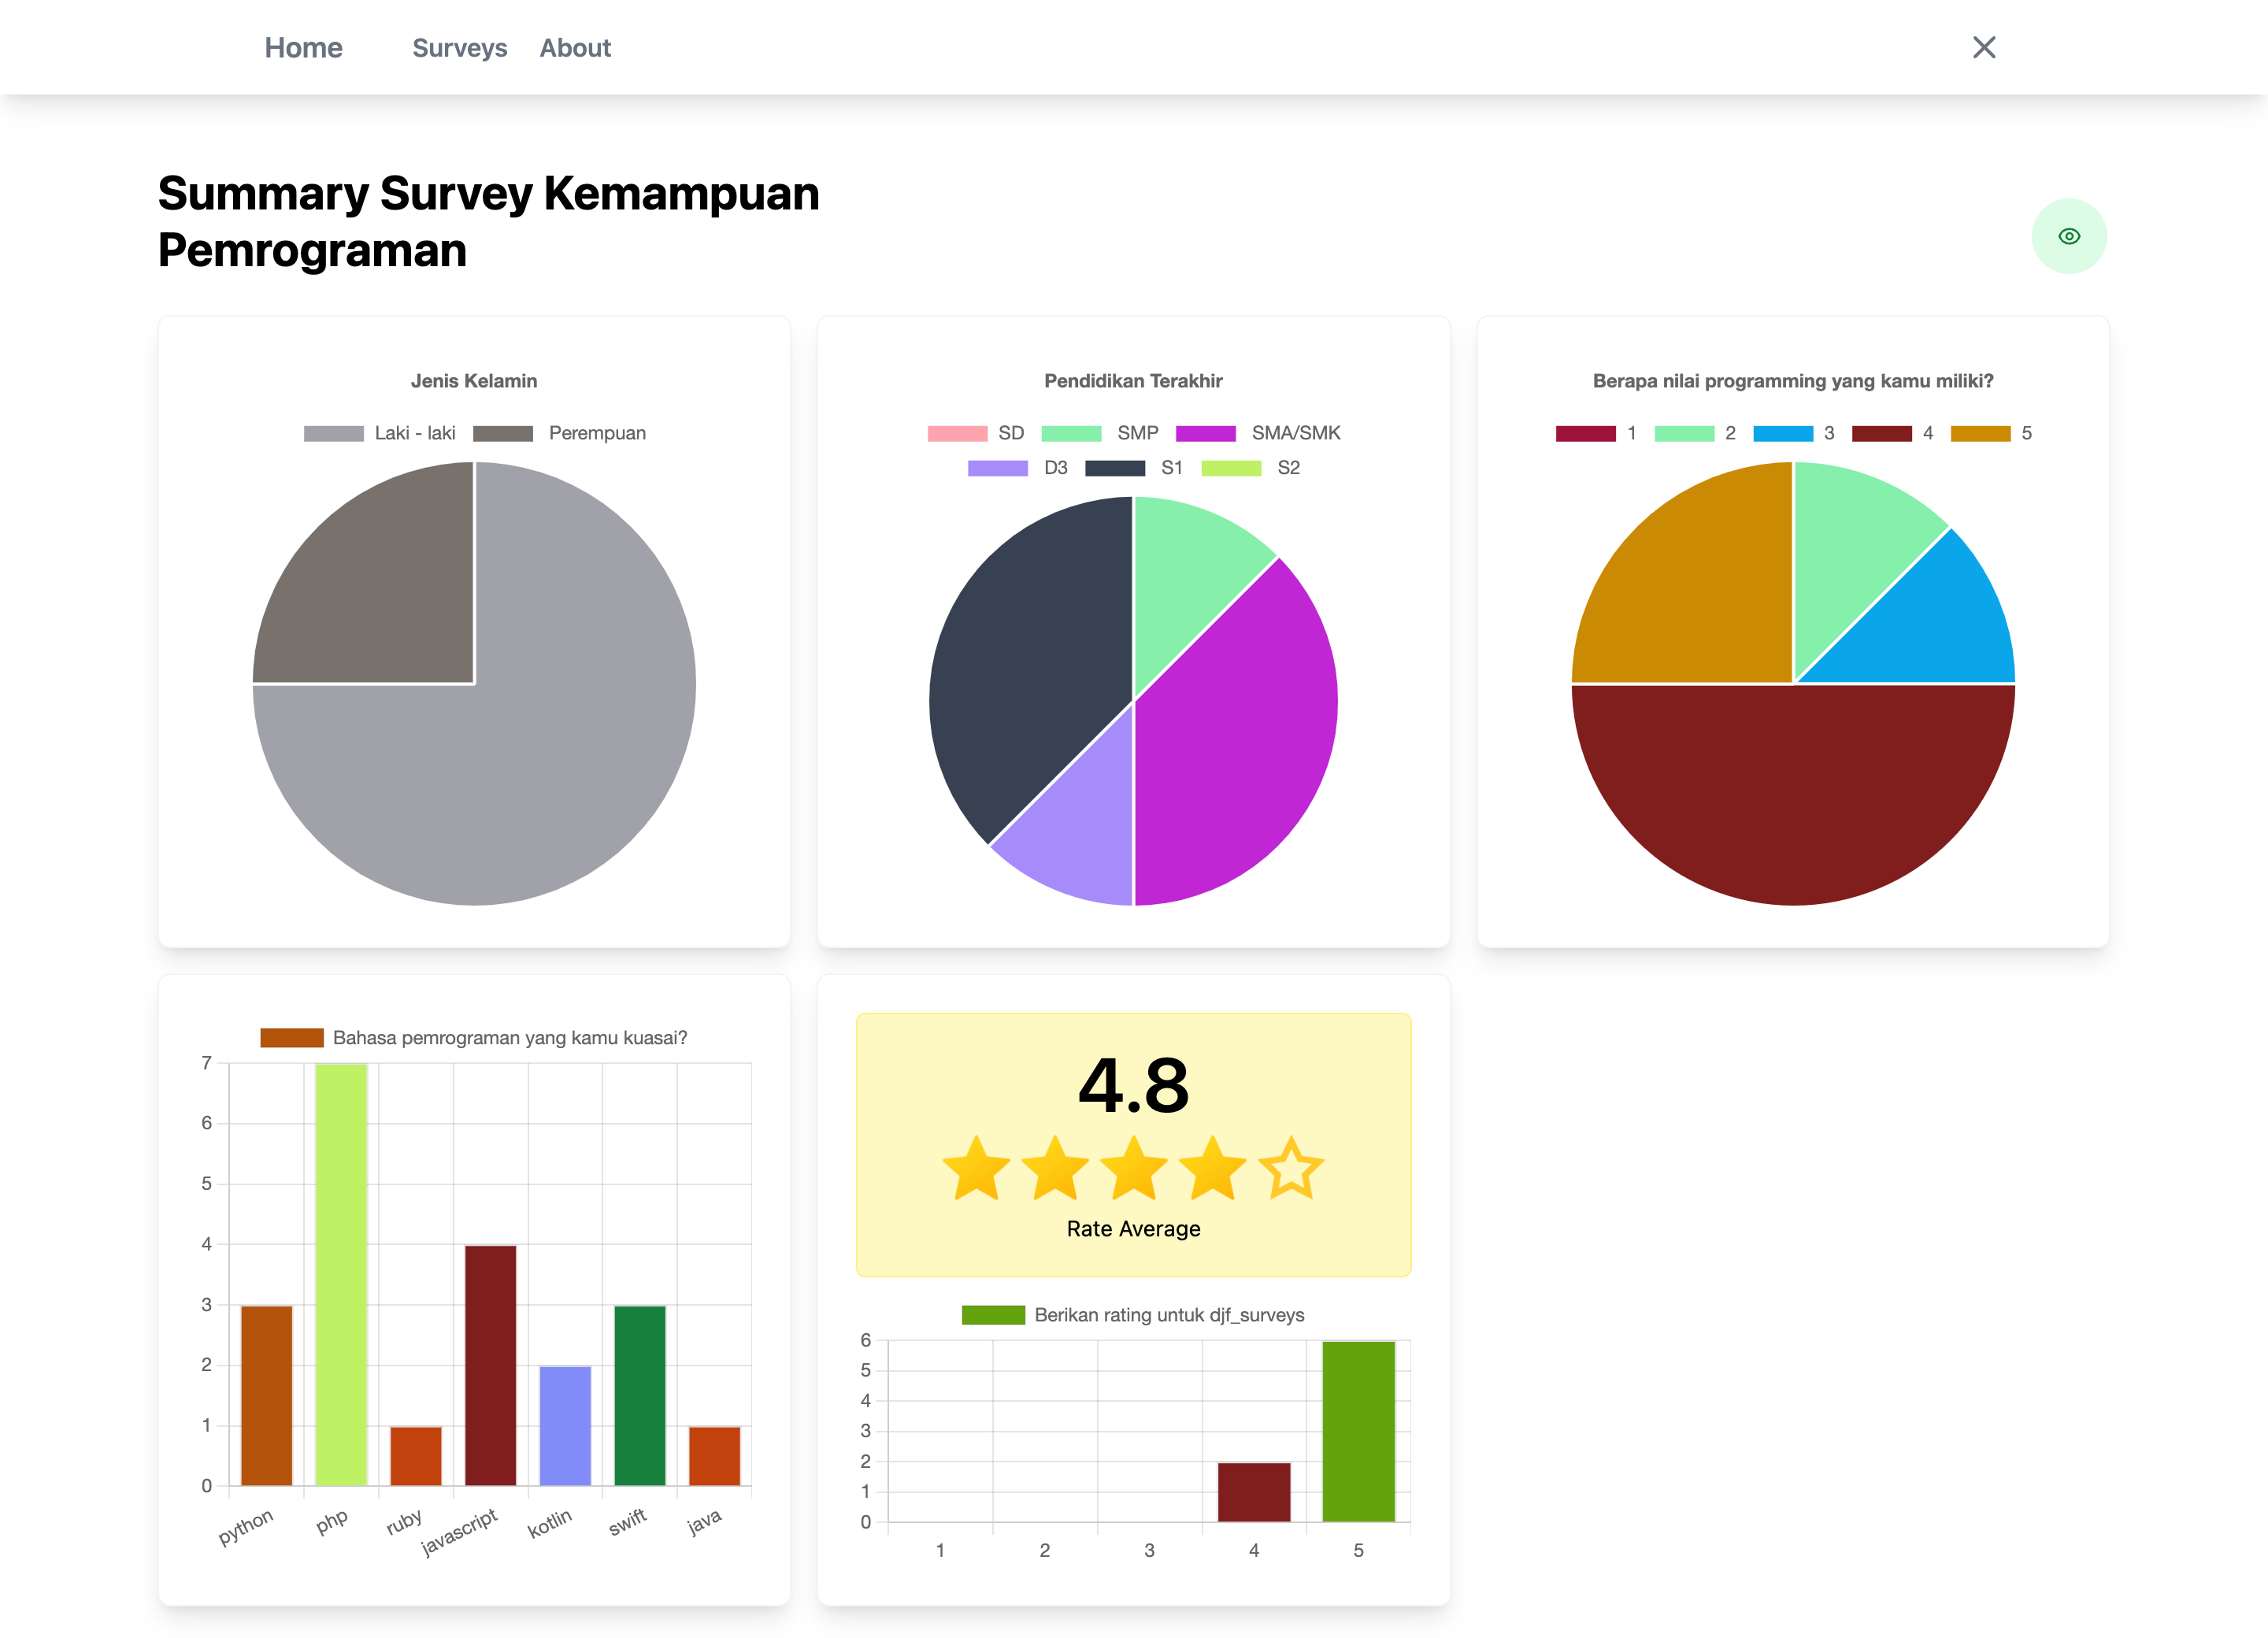 Home Surveys About
Summary Survey Kemampuan
Pemrograman
Jenis Kelamin
Laki - laki Perempuan
Pendidikan Terakhir
SD SMP SMA/SMK
D3 S1 S2
Berapa nilai programming yang kamu miliki?
1 2 3 4 5
Bahasa pemrograman yang kamu kuasai?
7
6
5
4
3
2
1
0
python php ruby javascript kotlin swift java
4.8
Rate Average
Berikan rating untuk djf_surveys
6
5
4
3
2
1
0
1 2 3 4 5